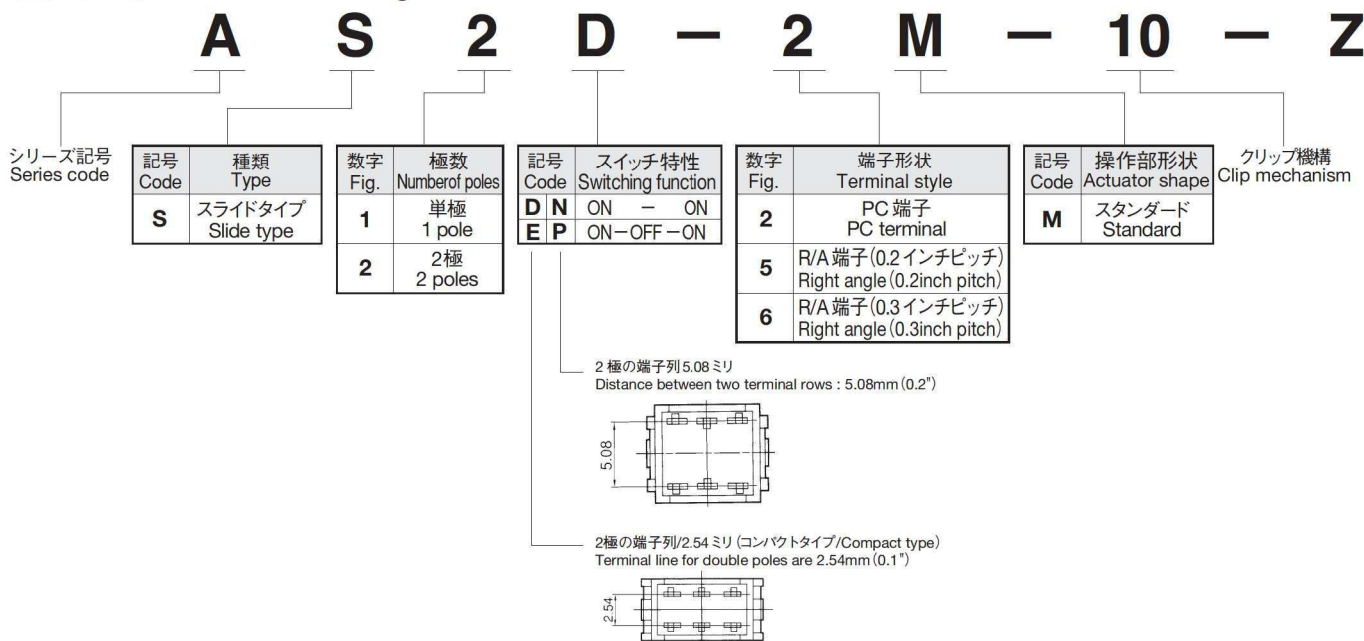 A S 2 D － 2 M － 10 － Z
シリーズ記号
Series code
記号
Code
種類
Type
S
スライドタイプ
Slide type
数字
Fig.
極数
Numberof poles
1
単極
1 pole
2
2極
2 poles
記号
Code
スイッチ特性
Switching function
D N ON － ON
E P ON－OFF－ON
数字
Fig.
端子形状
Terminal style
2
PC 端子
PC terminal
5
R/A 端子(0.2インチピッチ)
Right angle(0.2inch pitch)
6
R/A 端子(0.3インチピッチ)
Right angle(0.3inch pitch)
記号
Code
操作部形状
Actuator shape
M
スタンダード
Standard
クリップ機構
Clip mechanism
2 極の端子列5.08ミリ
Distance between two terminal rows : 5.08mm(0.2")
5.08
2極の端子列/2.54ミリ(コンパクトタイプ/Compact type)
Terminal line for double poles are 2.54mm(0.1")
2.54